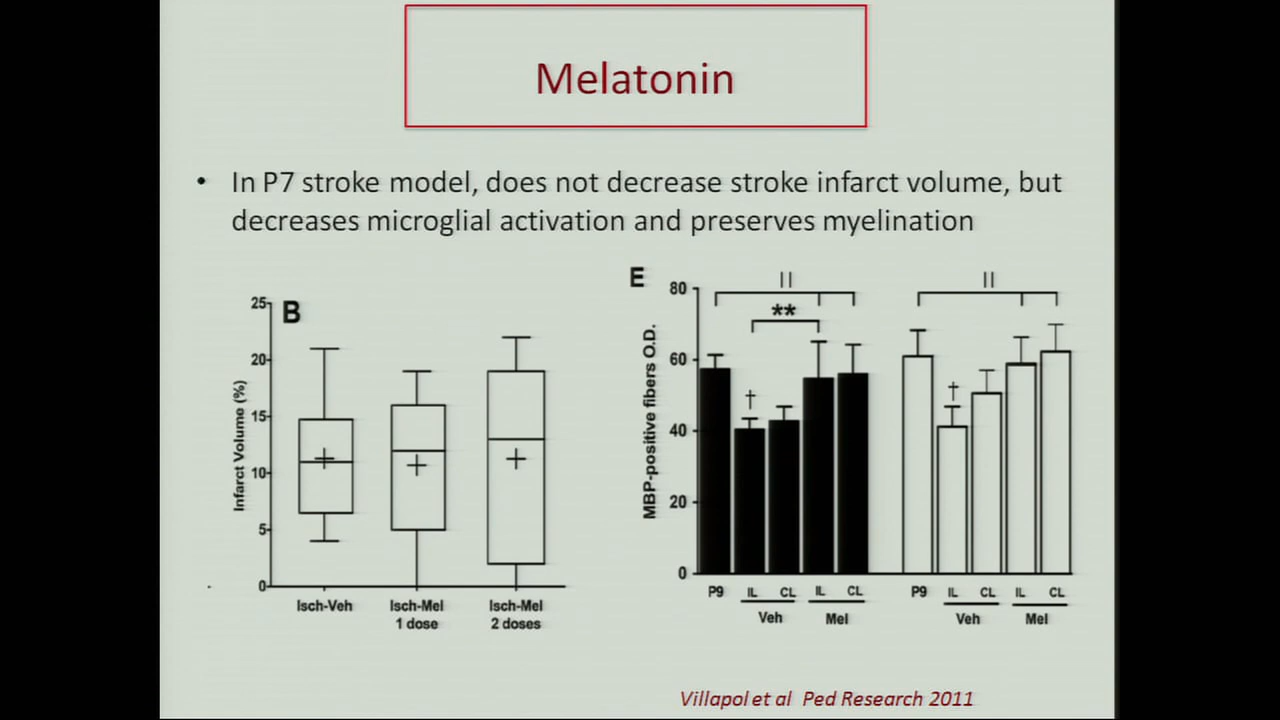 Melatonin
• In P7 stroke model, does not decrease stroke infarct volume, but
decreases microglial activation and preserves myelination
B
25
20
15
10
5
0
Infarct Volume (%)
Isch-Veh
Isch-Mel
1 dose
Isch-Mel
2 doses
E
80
60
40
20
0
MBP-positive fibers O.D.
||
**
†
||
†
P9 IL CL IL CL
Veh Mel
P9 IL CL IL CL
Veh Mel
Villapol et al Ped Research 2011